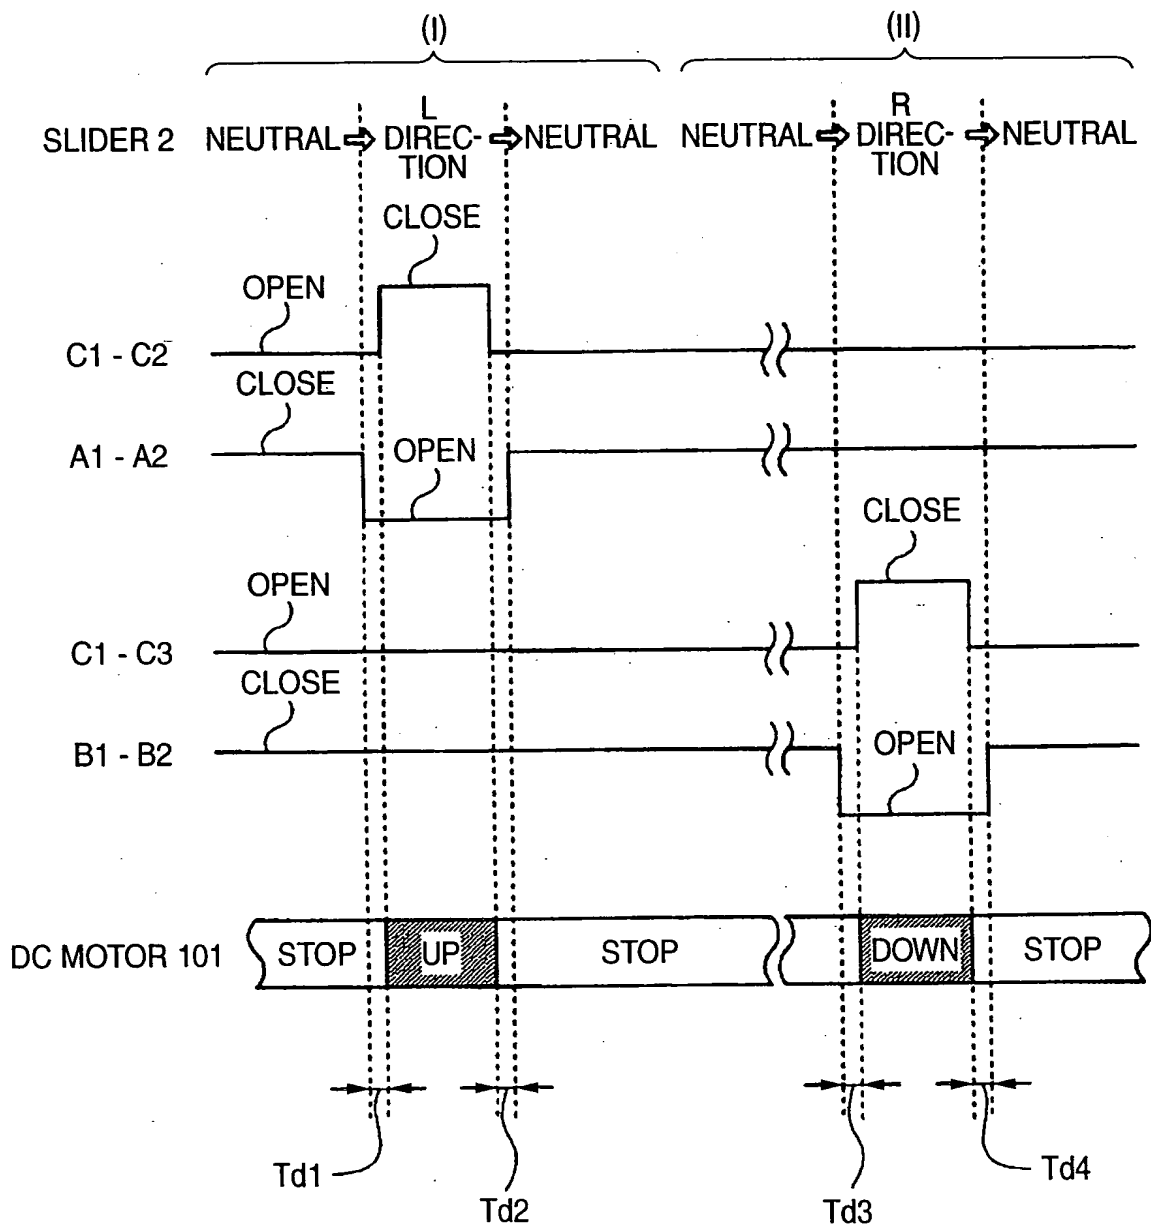 (I)
(II)
SLIDER 2
NEUTRAL ⇨ L DIREC-TION ⇨ NEUTRAL
NEUTRAL ⇨ R DIREC-TION ⇨ NEUTRAL
CLOSE
OPEN
C1 - C2
CLOSE
A1 - A2
OPEN
CLOSE
OPEN
C1 - C3
CLOSE
B1 - B2
OPEN
DC MOTOR 101
STOP
UP
STOP
DOWN
STOP
Td1
Td2
Td3
Td4